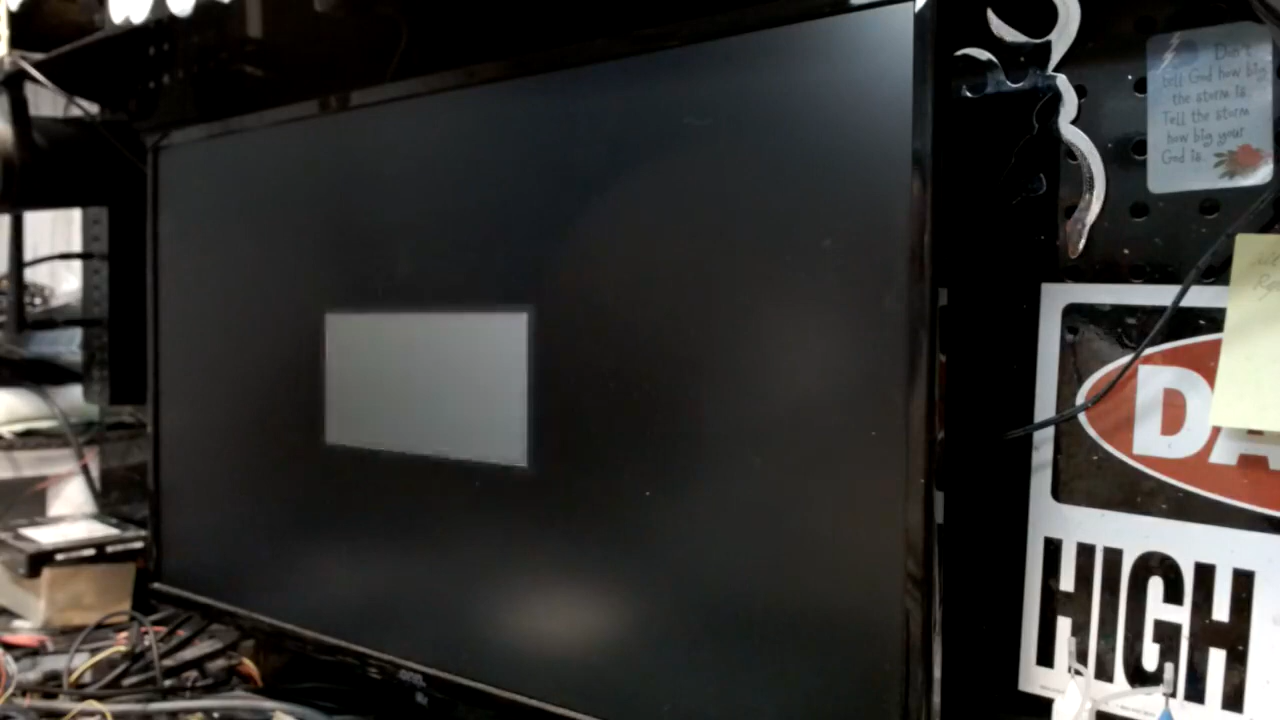 Don't
tell God how big
the storm is.
Tell the storm
how big your
God is.
DA
HIGH